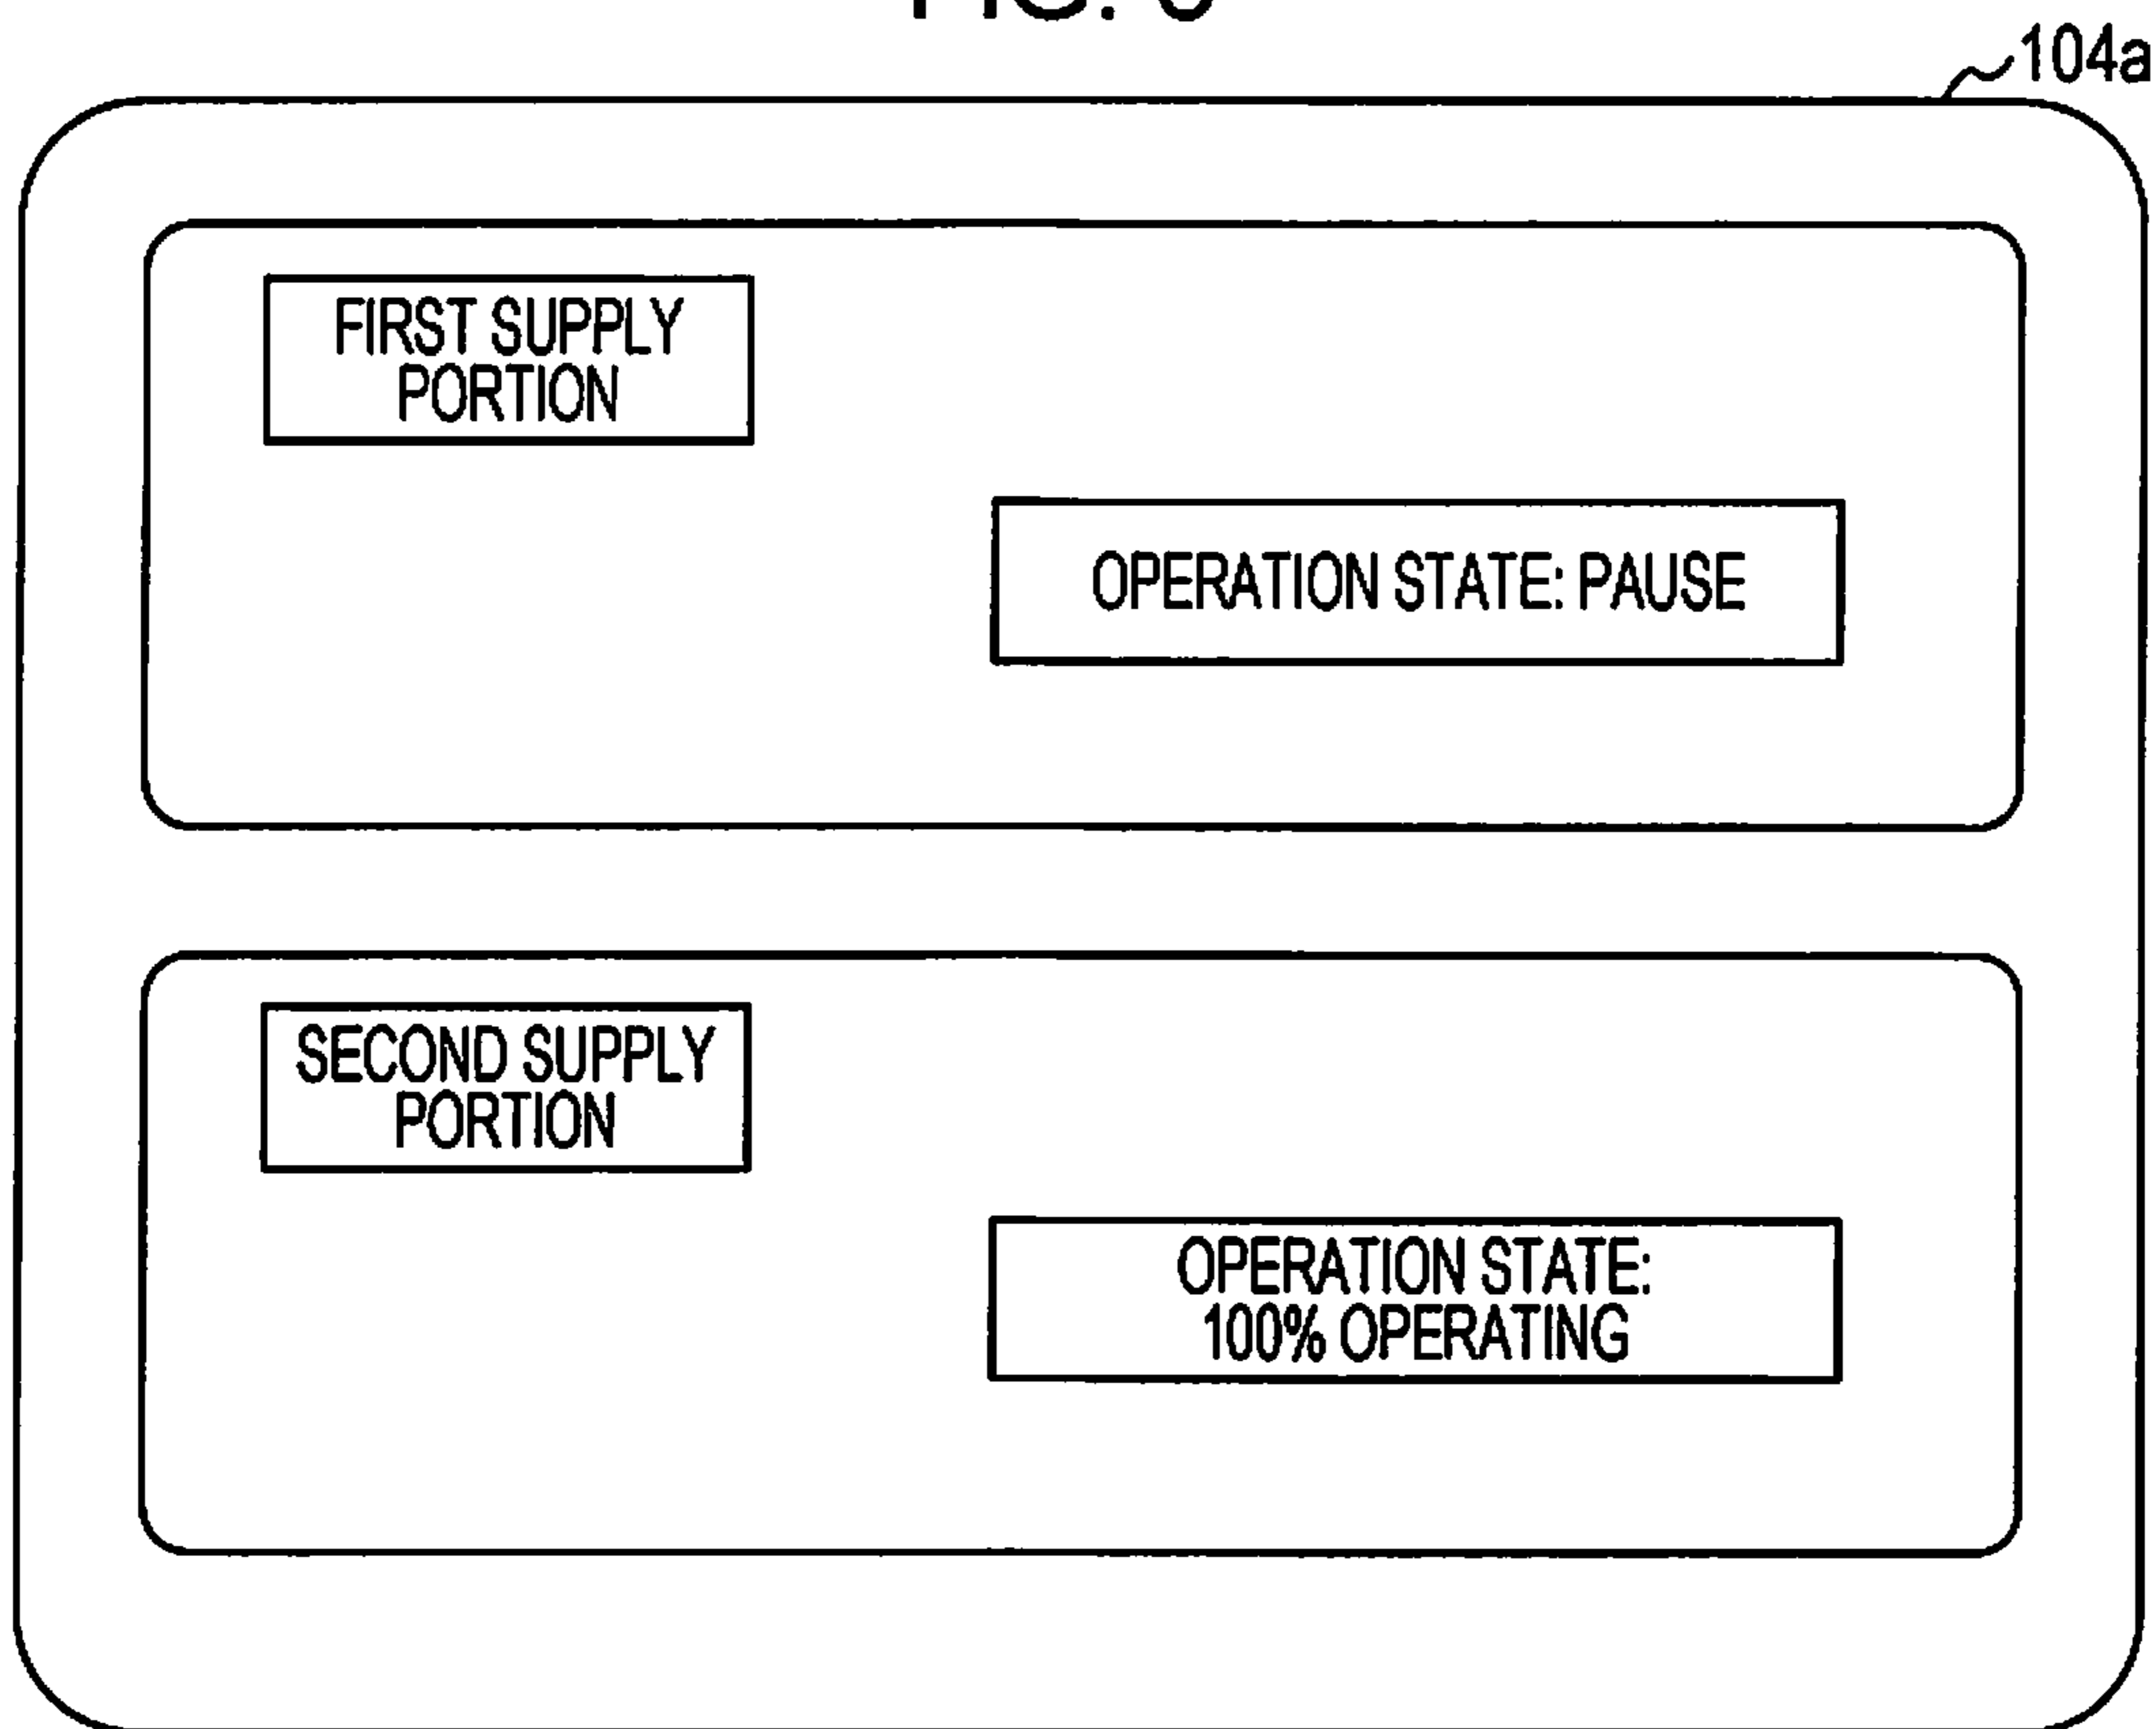 104a
FIRST SUPPLY
PORTION
OPERATION STATE: PAUSE
SECOND SUPPLY
PORTION
OPERATION STATE:
100% OPERATING